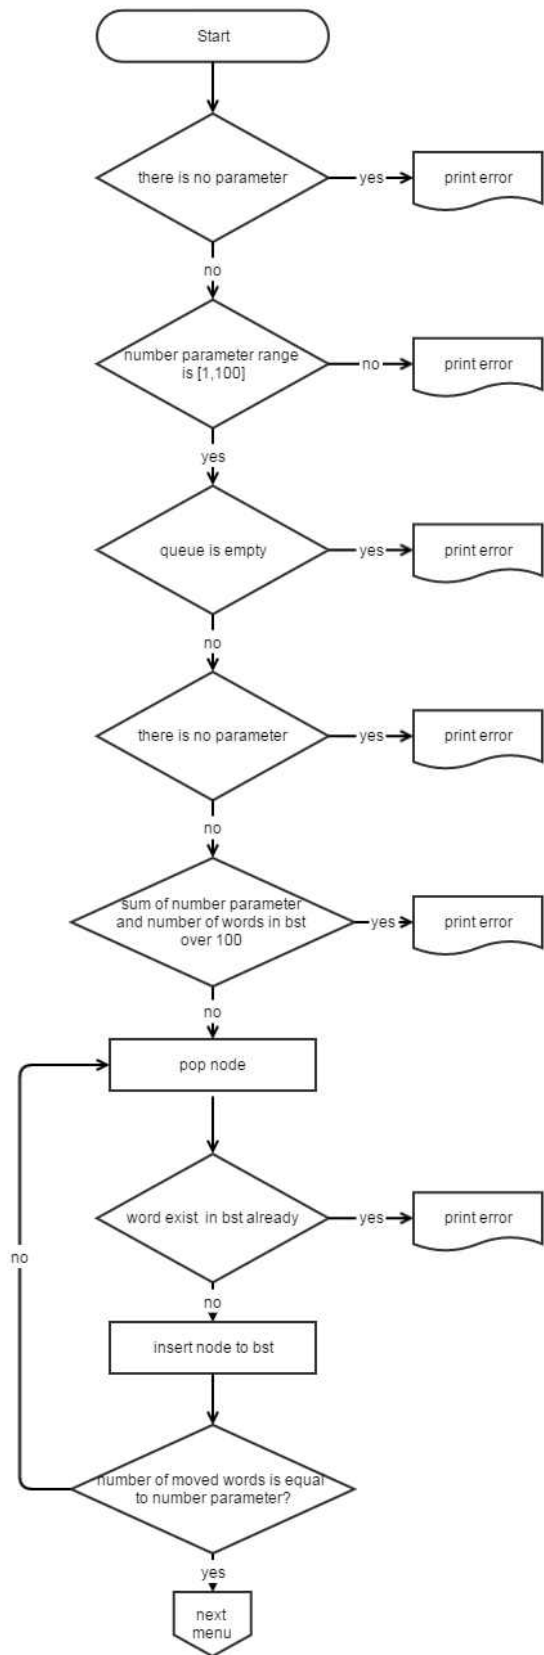 Start
there is no parameter
yes
print error
no
number parameter range
is [1,100]
no
print error
yes
queue is empty
yes
print error
no
there is no parameter
yes
print error
no
sum of number parameter
and number of words in bst
over 100
yes
print error
no
pop node
word exist in bst already
yes
print error
no
no
insert node to bst
number of moved words is equal
to number parameter?
yes
next
menu